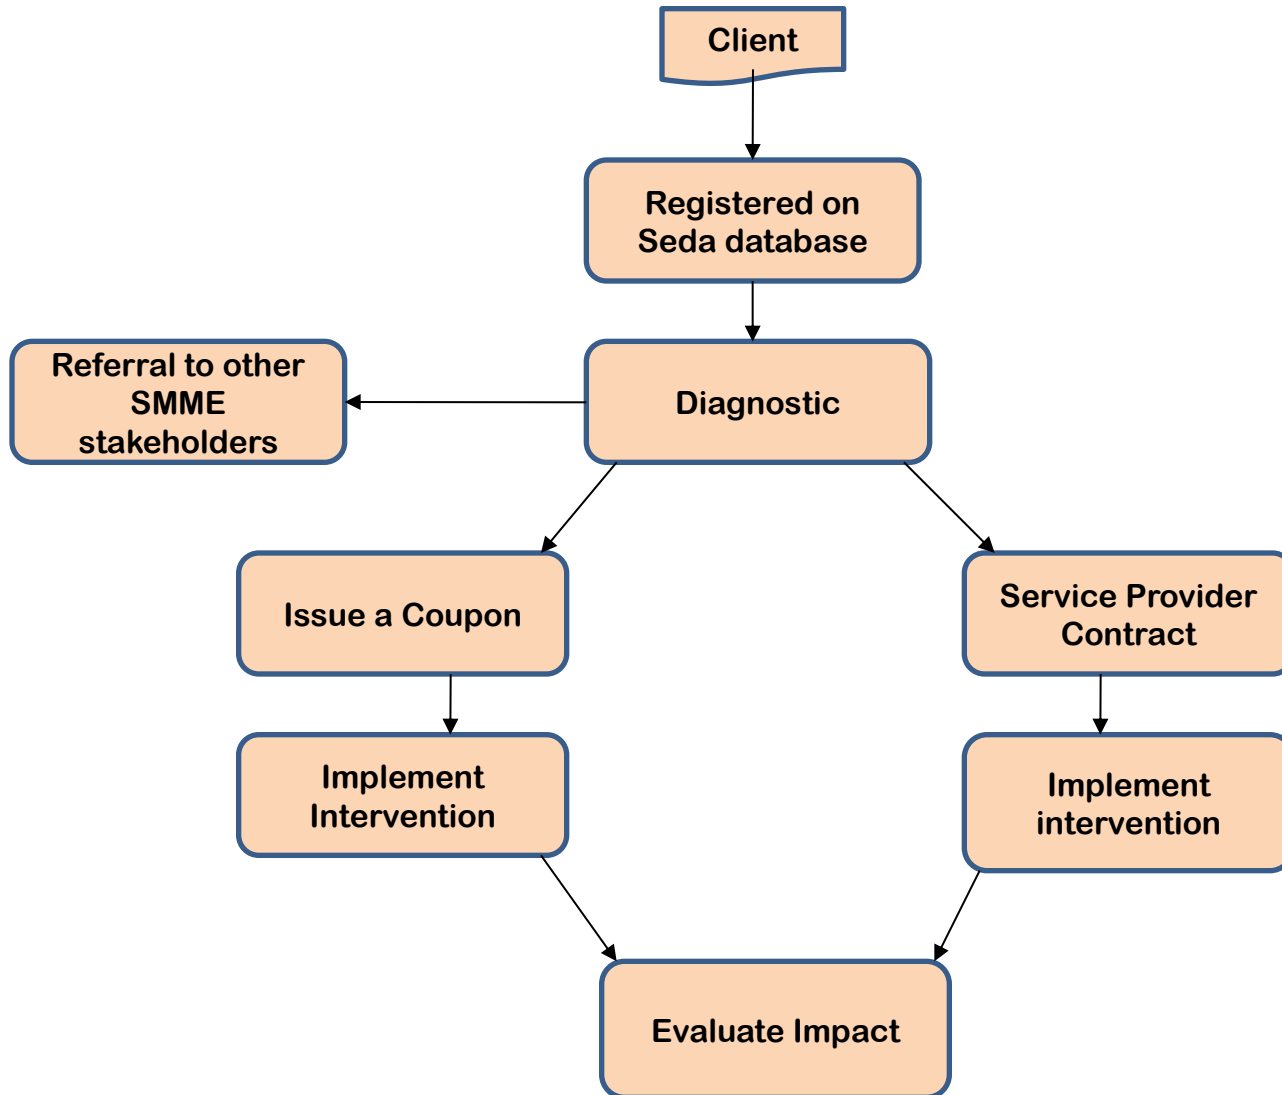 Client
Registered on
Seda database
Referral to other
SMME
stakeholders
Diagnostic
Issue a Coupon
Service Provider
Contract
Implement
Intervention
Implement
intervention
Evaluate Impact